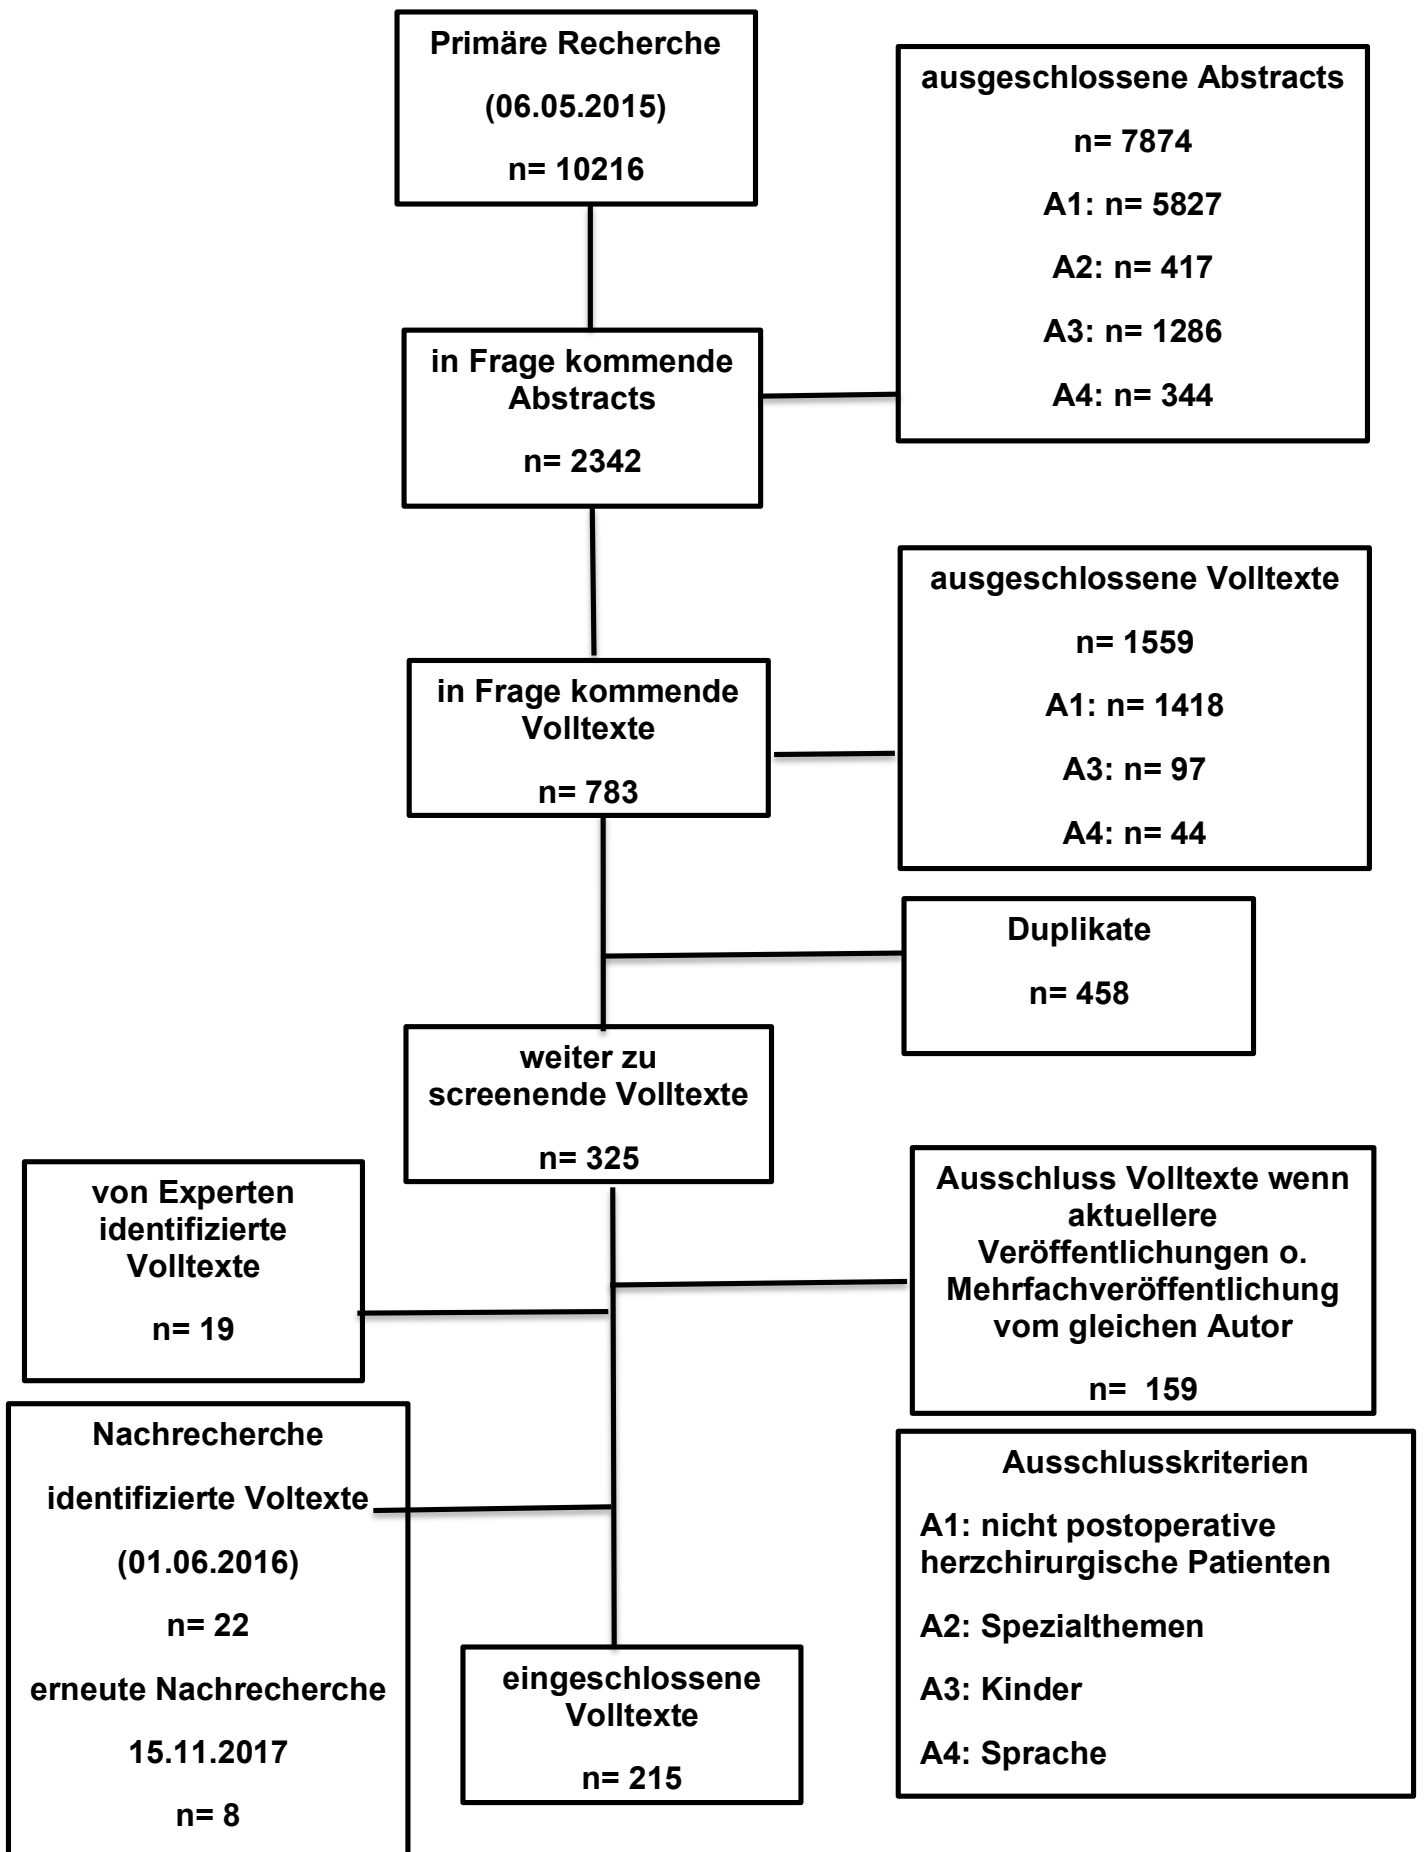 Primäre Recherche
(06.05.2015)
n= 10216
ausgeschlossene Abstracts
n= 7874
A1: n= 5827
A2: n= 417
A3: n= 1286
A4: n= 344
in Frage kommende
Abstracts
n= 2342
ausgeschlossene Volltexte
n= 1559
A1: n= 1418
A3: n= 97
A4: n= 44
in Frage kommende
Volltexte
n= 783
Duplikate
n= 458
weiter zu
screenende Volltexte
n= 325
von Experten
identifizierte
Volltexte
n= 19
Ausschluss Volltexte wenn
aktuellere
Veröffentlichungen o.
Mehrfachveröffentlichung
vom gleichen Autor
n= 159
Nachrecherche
identifizierte Voltexte
(01.06.2016)
n= 22
erneute Nachrecherche
15.11.2017
n= 8
eingeschlossene
Volltexte
n= 215
Ausschlusskriterien
A1: nicht postoperative
herzchirurgische Patienten
A2: Spezialthemen
A3: Kinder
A4: Sprache